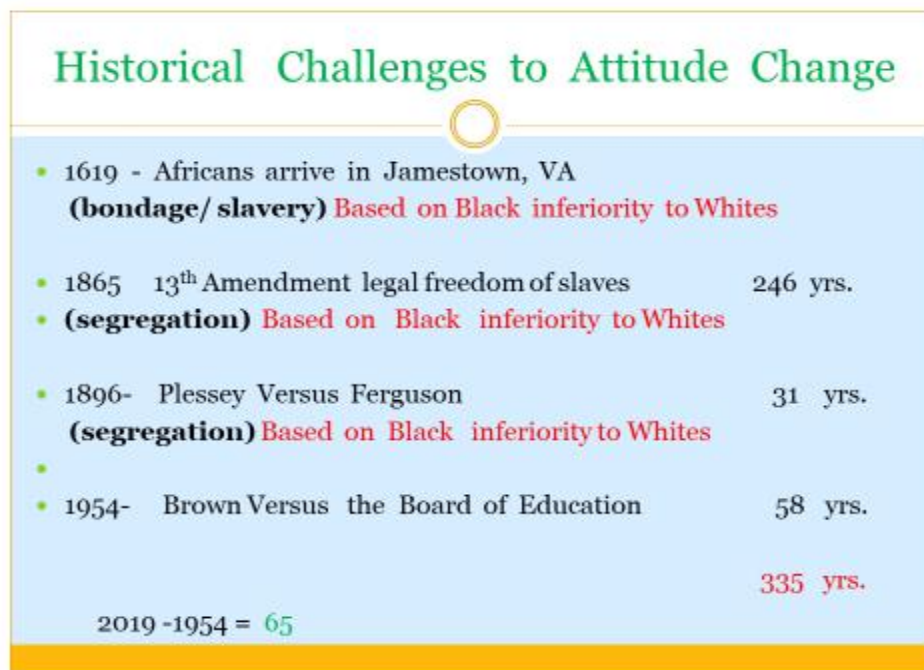 Historical Challenges to Attitude Change
• 1619 - Africans arrive in Jamestown, VA
(bondage/ slavery) Based on Black inferiority to Whites
• 1865 13th Amendment legal freedom of slaves 246 yrs.
• (segregation) Based on Black inferiority to Whites
• 1896- Plessey Versus Ferguson 31 yrs.
(segregation) Based on Black inferiority to Whites
•
• 1954- Brown Versus the Board of Education 58 yrs.
335 yrs.
2019 -1954 = 65